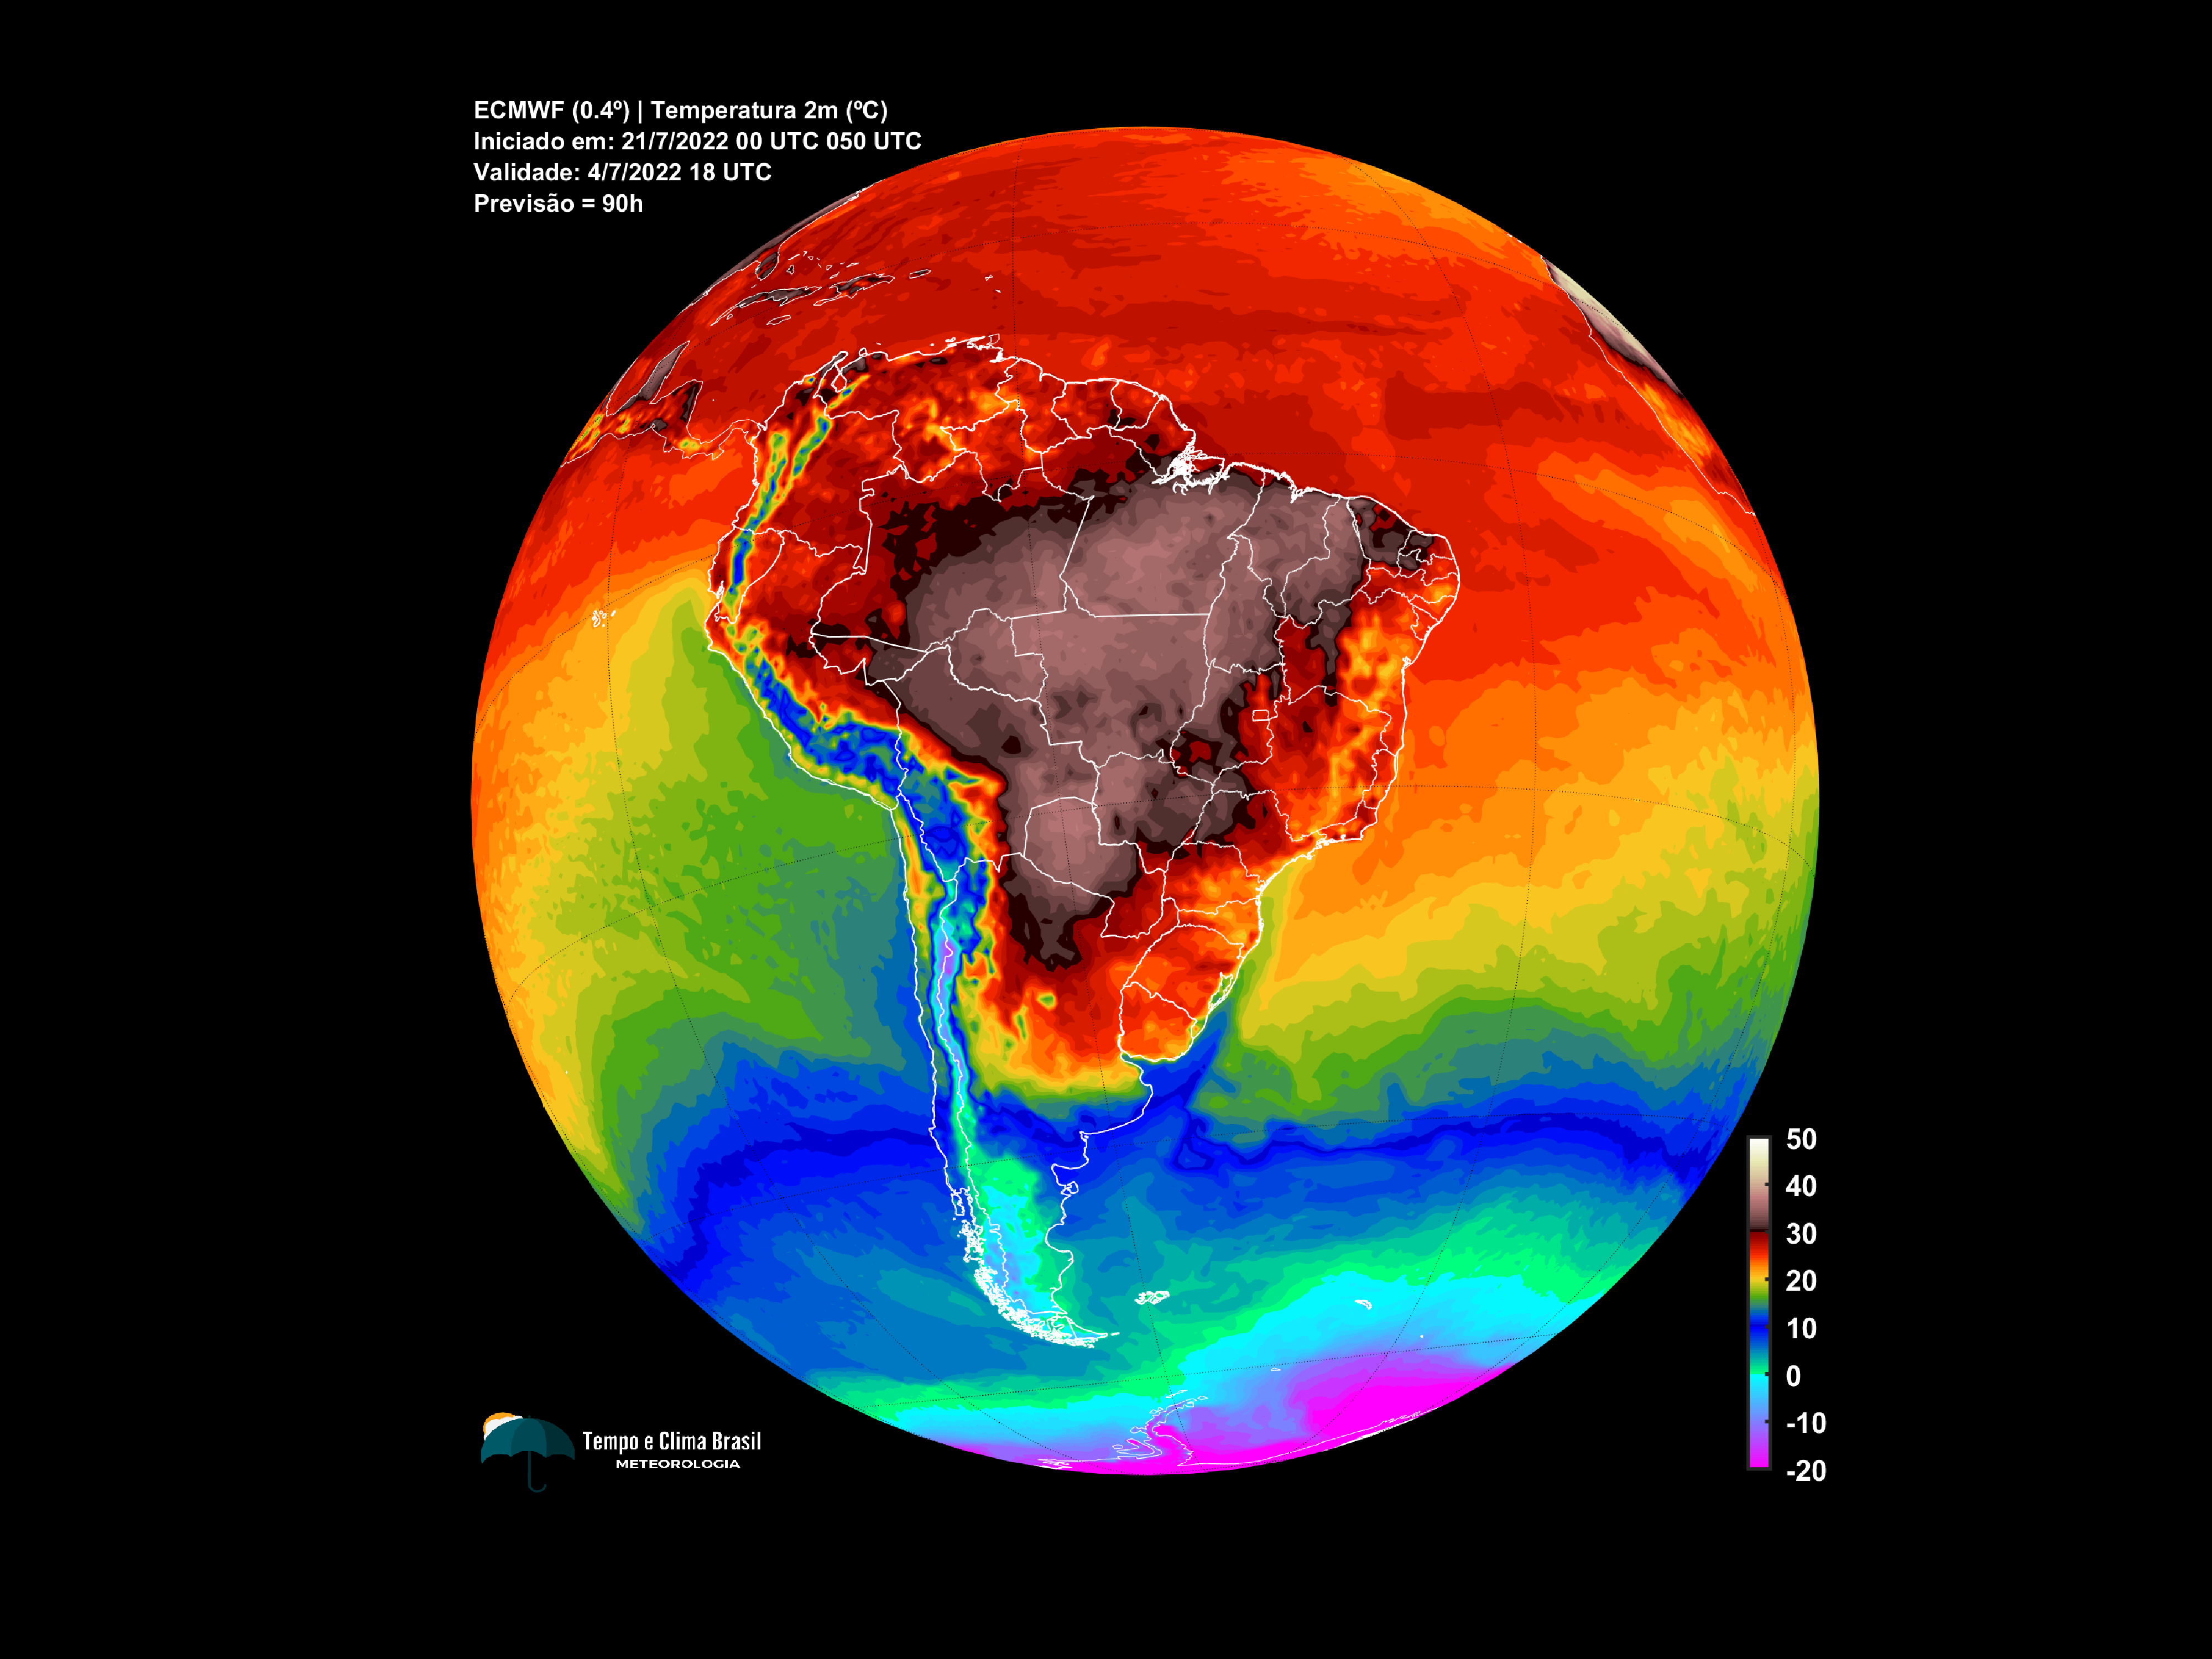 ECMWF (0.4º) | Temperatura 2m (ºC)
Iniciado em: 21/7/2022 00 UTC 050 UTC
Validade: 4/7/2022 18 UTC
Previsão = 90h
50
40
30
20
10
0
-10
-20
Tempo e Clima Brasil
METEOROLOGIA